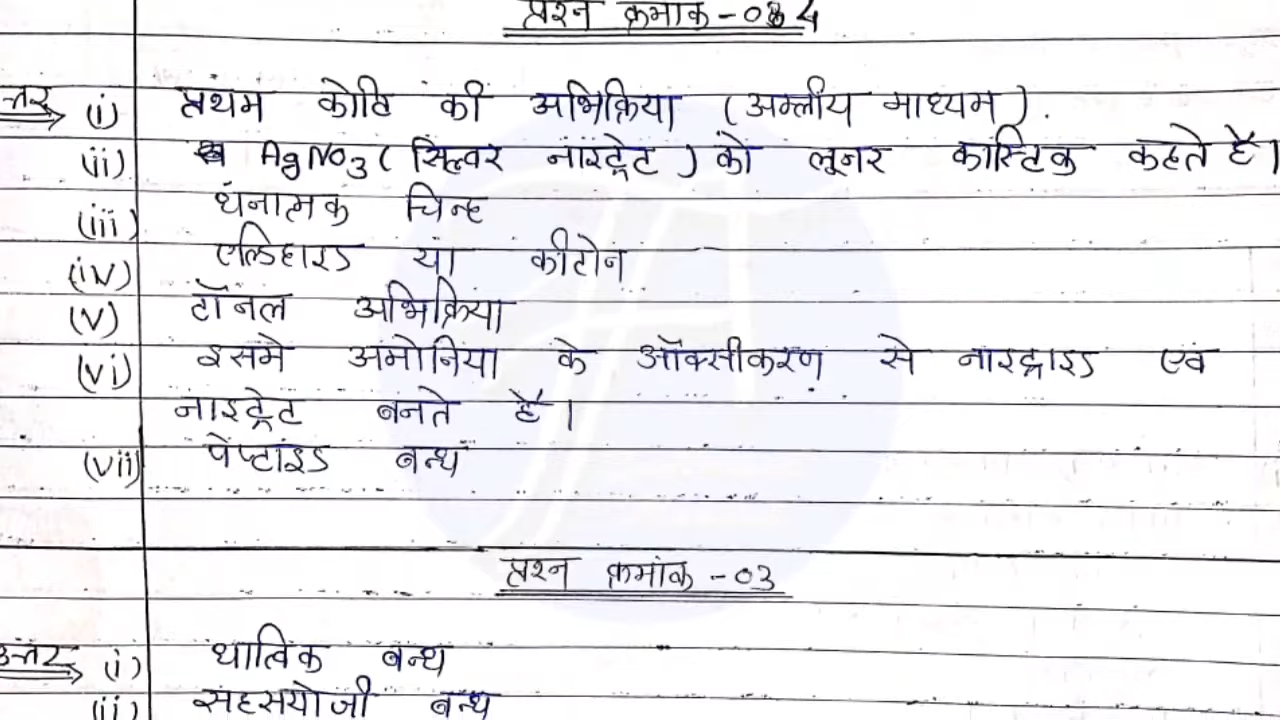 प्रश्न क्रमांक - 04
उत्तर (i) प्रथम कोटि की अभिक्रिया (अम्लीय माध्यम).
(ii) AgNO3 (सिल्वर नाइट्रेट) को लूनर कास्टिक कहते है।
(iii) धनात्मक चिन्ह
(iv) एल्डिहाइड या कीटोन
(v) टॉनल अभिक्रिया
(vi) इसमे अमोनिया के ऑक्सीकरण से नाइट्राइड एवं
नाइट्रेट बनते है।
(vii) पेप्टाइड बन्ध
प्रश्न क्रमांक - 03
उत्तर (i) धात्विक बन्ध
(ii) सहसयोजी बन्ध